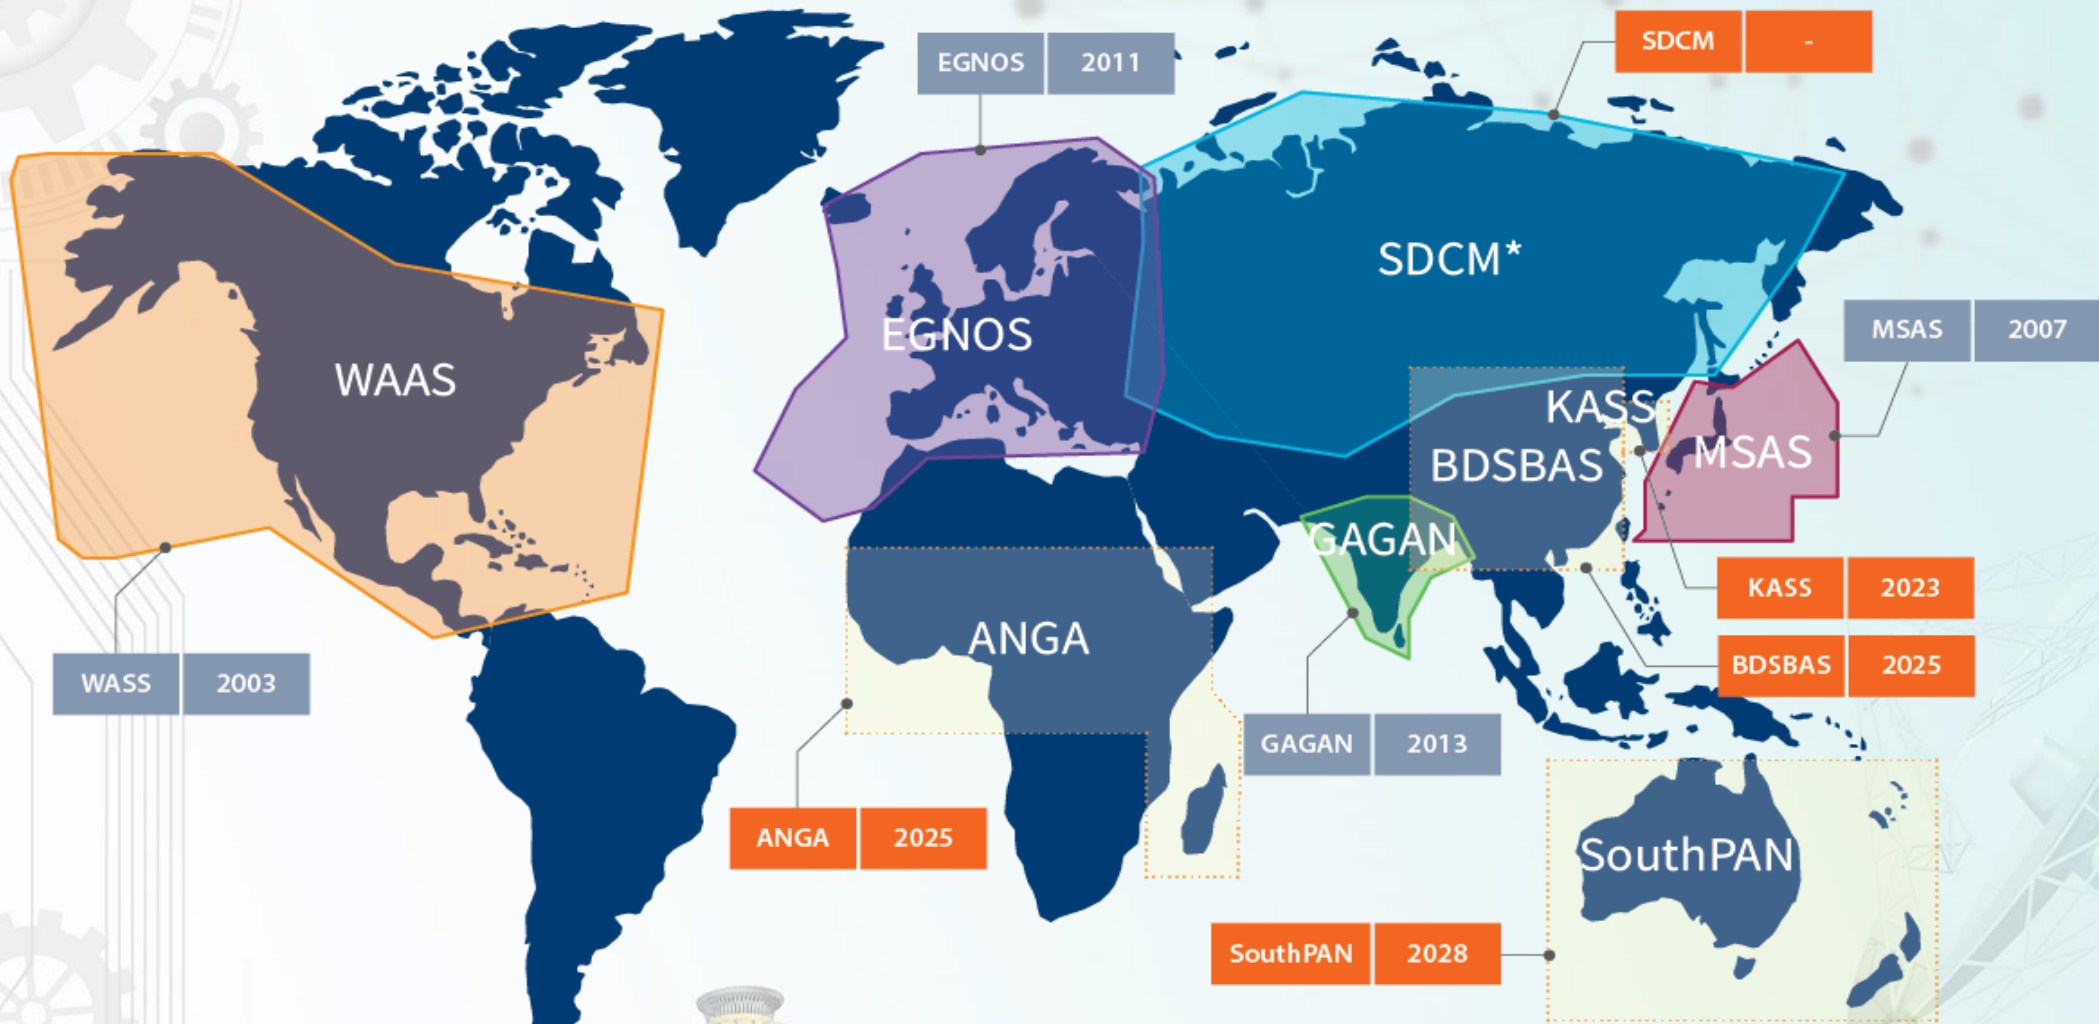 SDCM -
EGNOS 2011
SDCM*
MSAS 2007
EGNOS
WAAS
KASS
MSAS
BDSBAS
GAGAN
KASS 2023
ANGA
BDSBAS 2025
WASS 2003
GAGAN 2013
ANGA 2025
SouthPAN
SouthPAN 2028